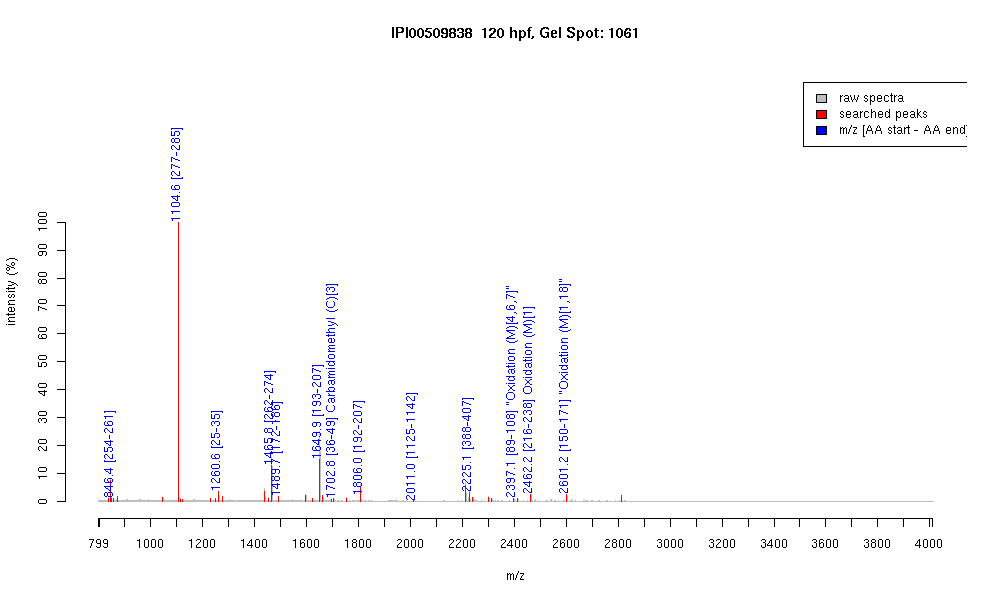 IPI00509838 120 hpf, Gel Spot: 1061
raw spectra
searched peaks
m/z [AA start - AA end]
intensity (%)
100
90
80
70
60
50
40
30
20
10
0
846.4 [254-261]
1104.6 [277-285]
1260.6 [25-35]
1465.8 [262-274]
1489.7 [172-186]
1649.9 [193-207]
1702.8 [36-49] Carbamidomethyl (C)[3]
1806.0 [192-207]
2011.0 [1125-1142]
2225.1 [388-407]
2397.1 [89-108] "Oxidation (M)[4,6,7]"
2462.2 [216-238] Oxidation (M)[1]
2601.2 [150-171] "Oxidation (M)[1,18]"
799 1000 1200 1400 1600 1800 2000 2200 2400 2600 2800 3000 3200 3400 3600 3800 4000
m/z